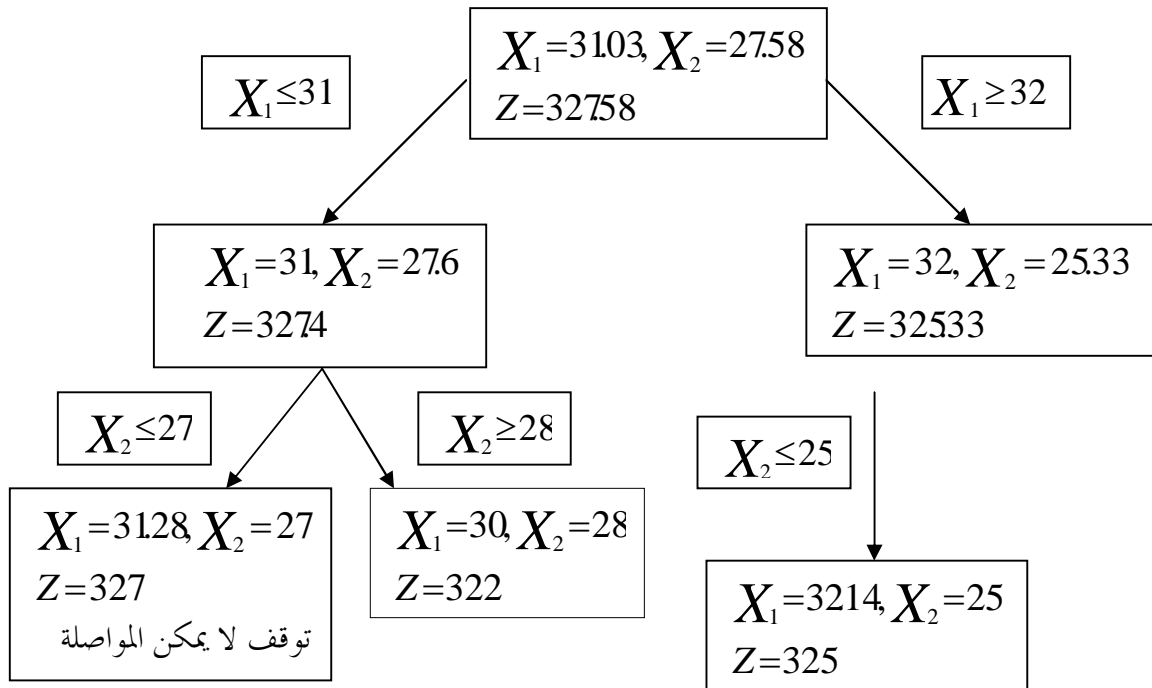 X₁=31.03, X₂=27.58
Z=327.58
X₁≤31
X₁≥32
X₁=31, X₂=27.6
Z=327.4
X₁=32, X₂=25.33
Z=325.33
X₂≤27
X₂≥28
X₂≤25
X₁=31.28, X₂=27
Z=327
توقف لا يمكن المواصلة
X₁=30, X₂=28
Z=322
X₁=32.14, X₂=25
Z=325